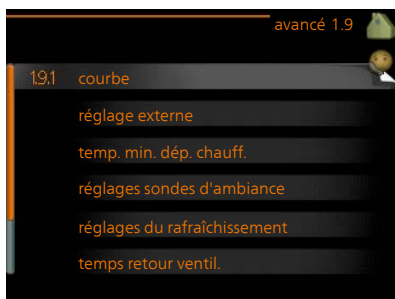 avancé 1.9
1.9.1 courbe
réglage externe
temp. min. dép. chauff.
réglages sondes d'ambiance
réglages du rafraîchissement
temps retour ventil.